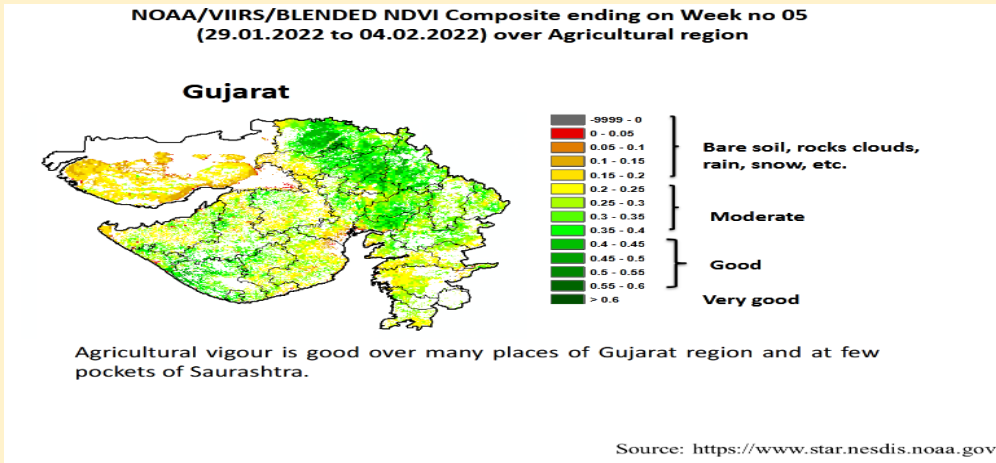 NOAA/VIIRS/BLENDED NDVI Composite ending on Week no 05
(29.01.2022 to 04.02.2022) over Agricultural region
Gujarat
-9999 - 0
0 - 0.05
0.05 - 0.1
0.1 - 0.15
0.15 - 0.2
0.2 - 0.25
0.25 - 0.3
0.3 - 0.35
0.35 - 0.4
0.4 - 0.45
0.45 - 0.5
0.5 - 0.55
0.55 - 0.6
> 0.6
Bare soil, rocks clouds,
rain, snow, etc.
Moderate
Good
Very good
Agricultural vigour is good over many places of Gujarat region and at few
pockets of Saurashtra.
Source: https://www.star.nesdis.noaa.gov